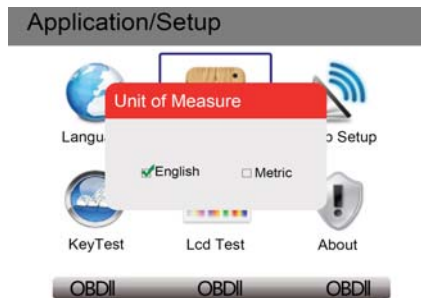 Application/Setup
Unit of Measure
Langu
p Setup
English
Metric
KeyTest
Lcd Test
About
OBDII
OBDII
OBDII